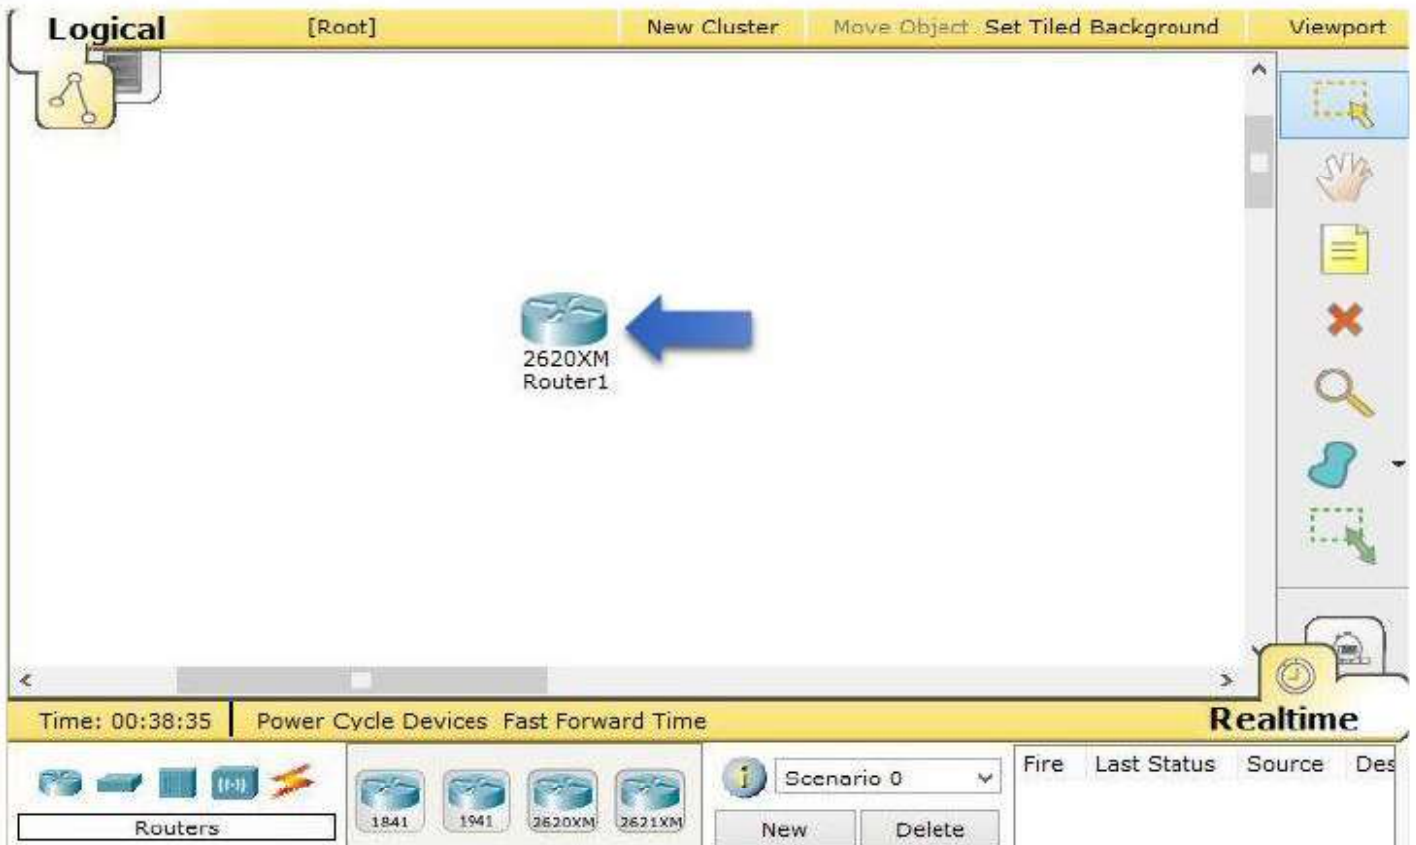 Logical [Root] New Cluster Move Object Set Tiled Background Viewport
2620XM
Router1
Time: 00:38:35 Power Cycle Devices Fast Forward Time Realtime
Fire Last Status Source Des
i Scenario 0
1841 1941 2620XM 2621XM
Routers New Delete